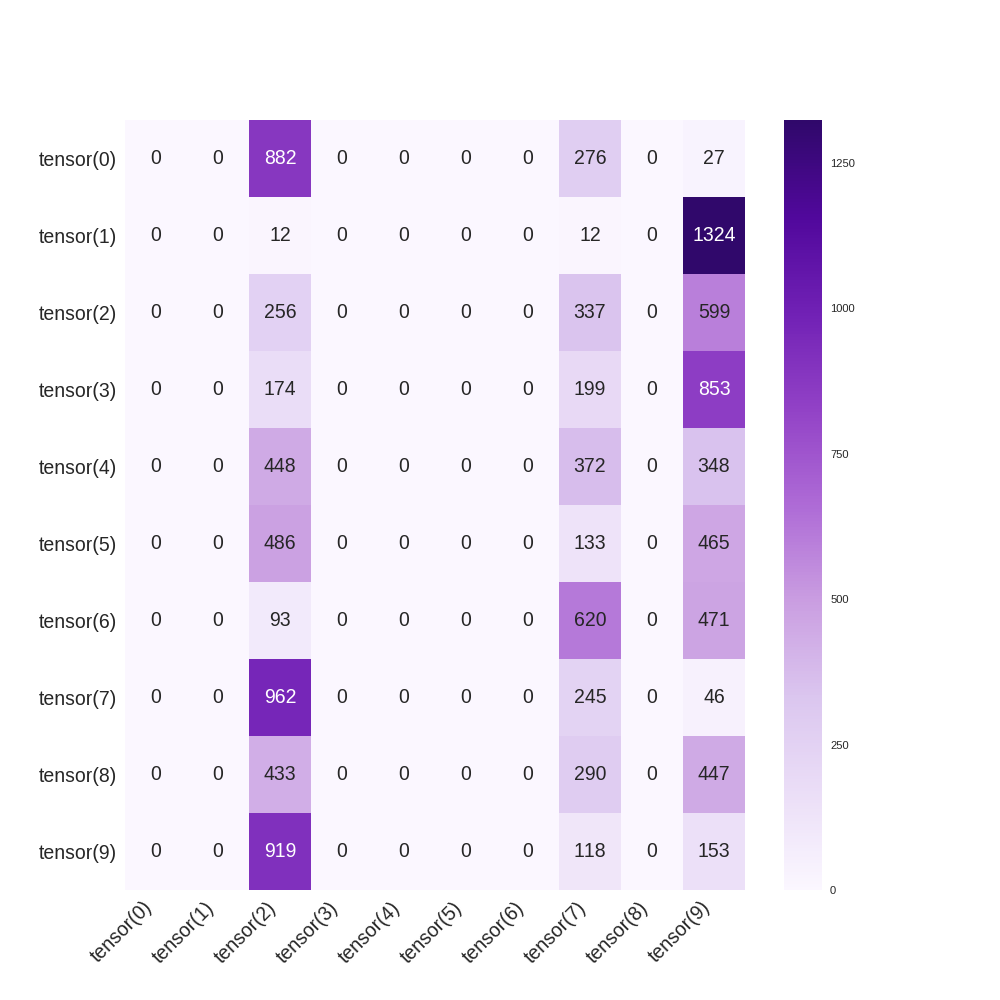 tensor(0) 0 0 882 0 0 0 0 276 0 27
tensor(1) 0 0 12 0 0 0 0 12 0 1324
tensor(2) 0 0 256 0 0 0 0 337 0 599
tensor(3) 0 0 174 0 0 0 0 199 0 853
tensor(4) 0 0 448 0 0 0 0 372 0 348
tensor(5) 0 0 486 0 0 0 0 133 0 465
tensor(6) 0 0 93 0 0 0 0 620 0 471
tensor(7) 0 0 962 0 0 0 0 245 0 46
tensor(8) 0 0 433 0 0 0 0 290 0 447
tensor(9) 0 0 919 0 0 0 0 118 0 153
tensor(0) tensor(1) tensor(2) tensor(3) tensor(4) tensor(5) tensor(6) tensor(7) tensor(8) tensor(9)
1250
1000
750
500
250
0